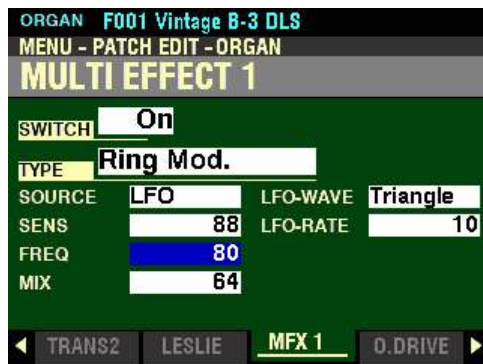 ORGAN F001 Vintage B-3 DLS
MENU - PATCH EDIT - ORGAN
MULTI EFFECT 1
SWITCH On
TYPE Ring Mod.
SOURCE LFO LFO-WAVE Triangle
SENS 88 LFO-RATE 10
FREQ 80
MIX 64
TRANS2 LESLIE MFX 1 O.DRIVE